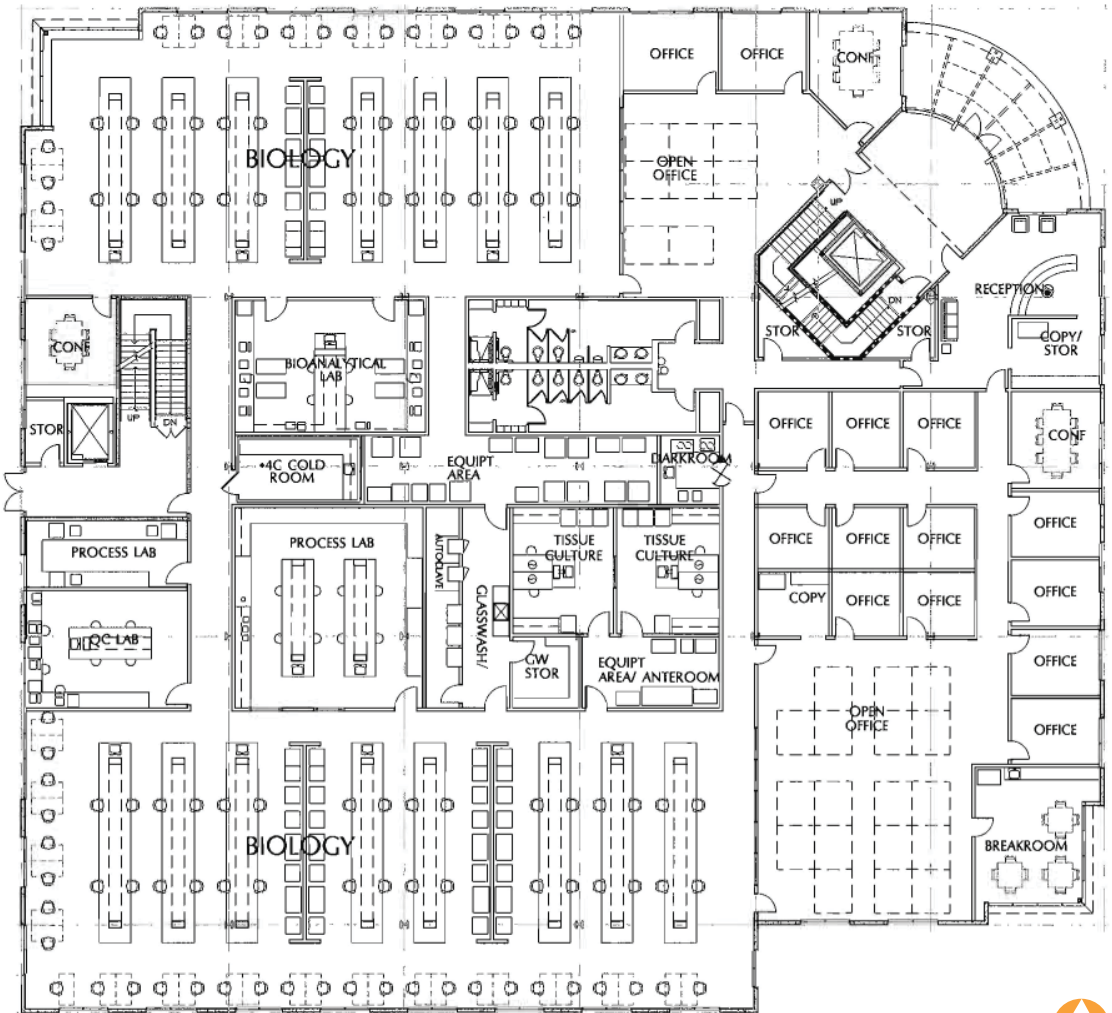 OFFICE
OFFICE
CONF
BIOLOGY
OPEN
OFFICE
UP
RECEPTION
DN
STOR
STOR
COPY/
STOR
CONF
BIOANALYTICAL
LAB
UP
DN
STOR
OFFICE
OFFICE
OFFICE
CONF
+4C COLD
ROOM
EQUIPT
AREA
DARKROOM
PROCESS LAB
PROCESS LAB
AUTOCLAVE
GLASSWASH/
TISSUE
CULTURE
TISSUE
CULTURE
OFFICE
OFFICE
OFFICE
OFFICE
COPY
OFFICE
OFFICE
OFFICE
QC LAB
GW
STOR
EQUIPT
AREA/ ANTEROOM
OFFICE
OPEN
OFFICE
OFFICE
BIOLOGY
BREAKROOM